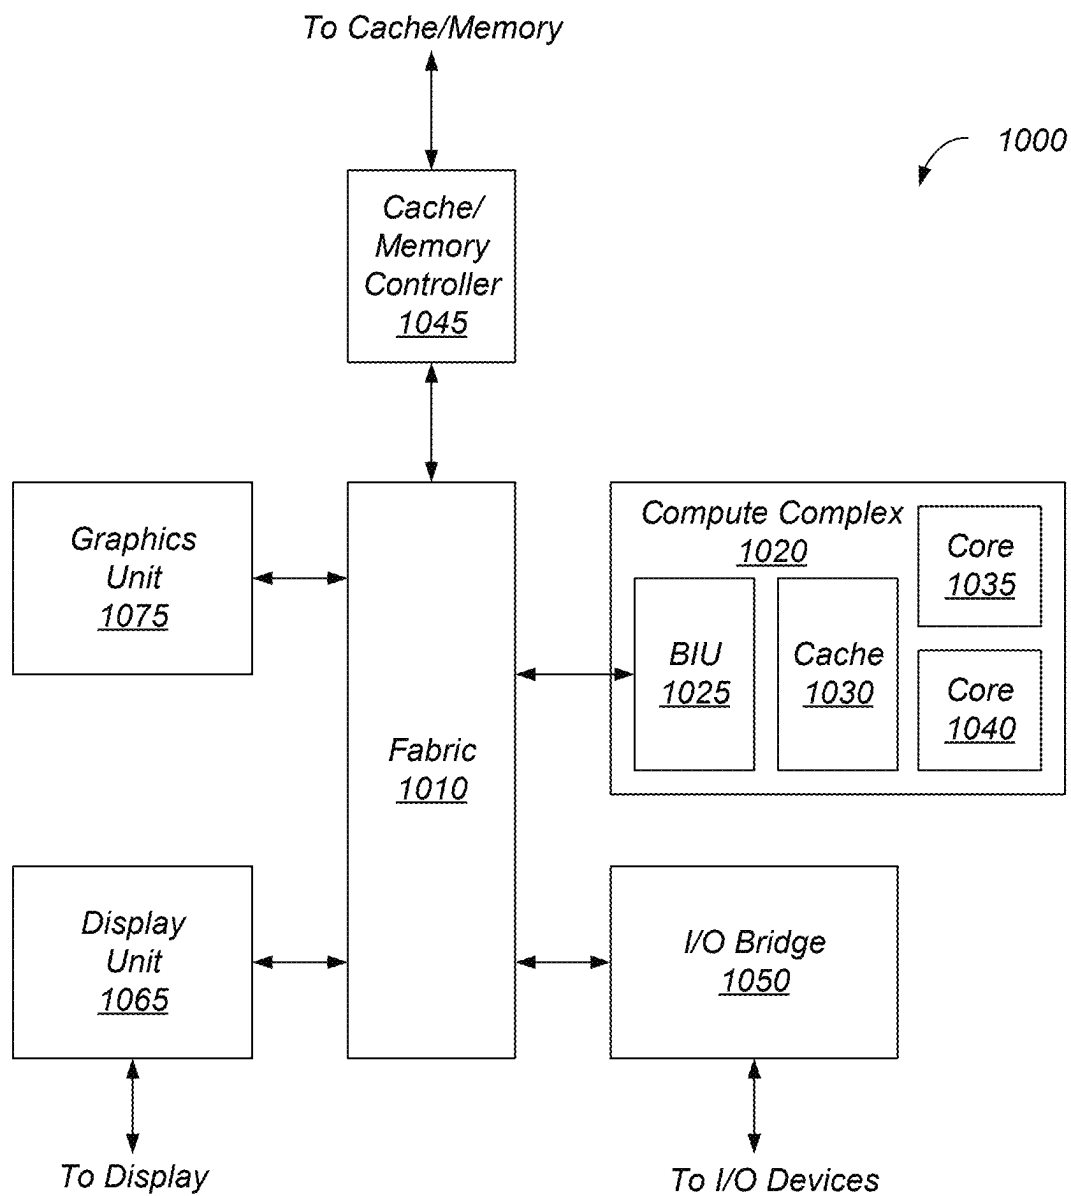 To Cache/Memory
1000
Cache/
Memory
Controller
1045
Graphics
Unit
1075
Compute Complex
1020
Core
1035
BIU
1025
Cache
1030
Core
1040
Fabric
1010
Display
Unit
1065
I/O Bridge
1050
To Display
To I/O Devices